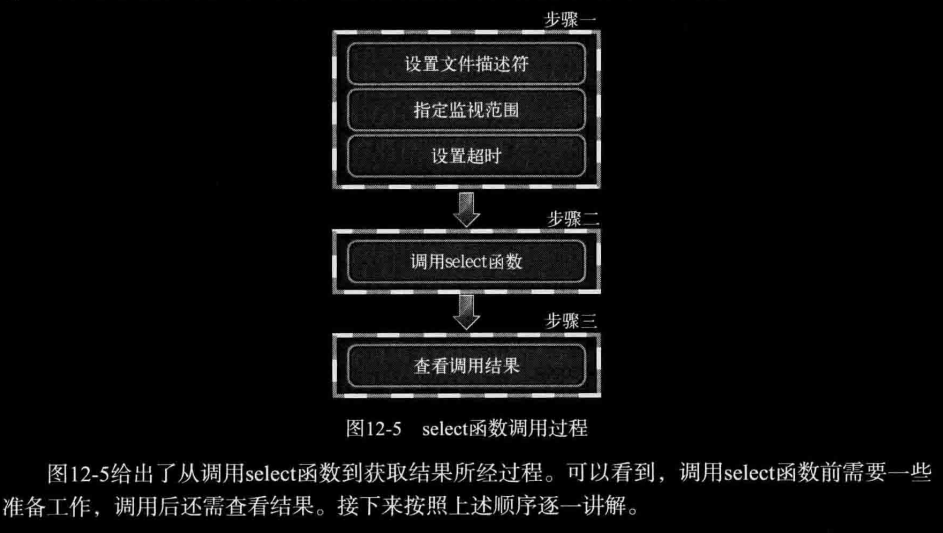 步骤一
设置文件描述符
指定监视范围
设置超时
步骤二
调用select函数
步骤三
查看调用结果
图12-5 select函数调用过程
图12-5给出了从调用select函数到获取结果所经过程。可以看到，调用select函数前需要一些
准备工作，调用后还需查看结果。接下来按照上述顺序逐一讲解。